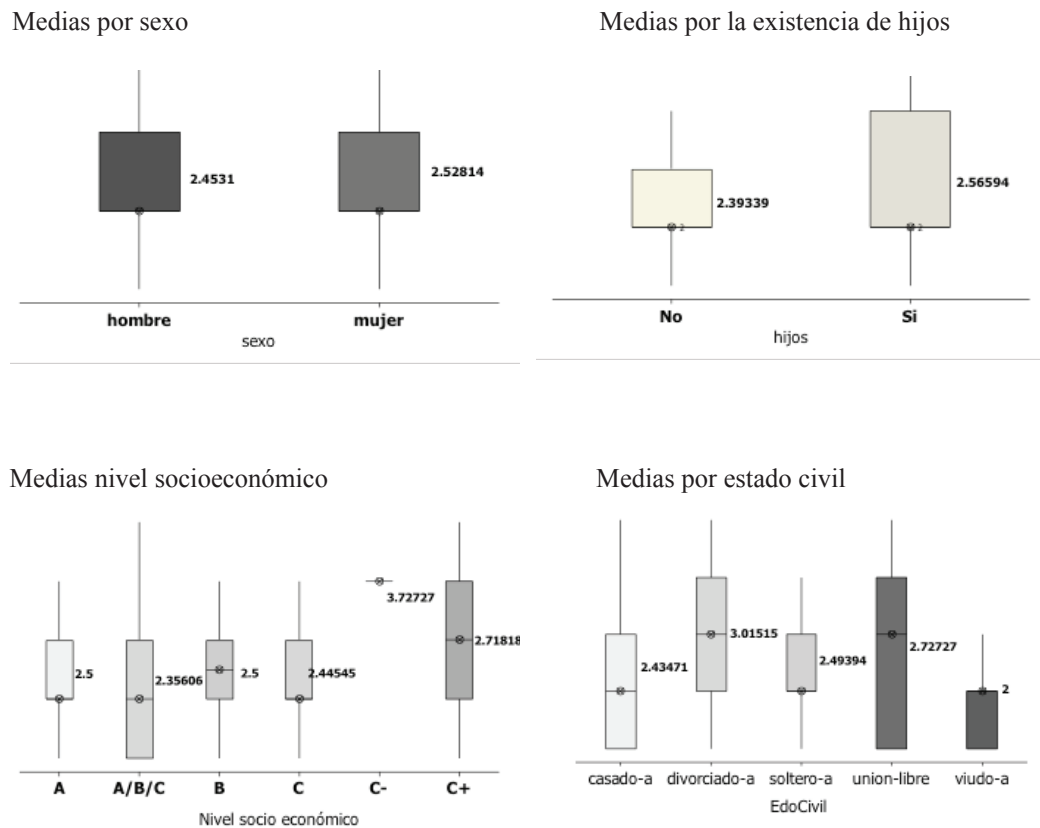 Medias por sexo
2.4531
2.52814
hombre mujer
sexo
Medias por la existencia de hijos
2.39339
2.56594
2 2
No Si
hijos
Medias nivel socioeconómico
3.72727
2.71818
2.5 2.35606 2.5 2.44545
A A/B/C B C C- C+
Nivel socio económico
Medias por estado civil
3.01515
2.43471 2.49394 2.72727
2
casado-a divorciado-a soltero-a union-libre viudo-a
EdoCivil